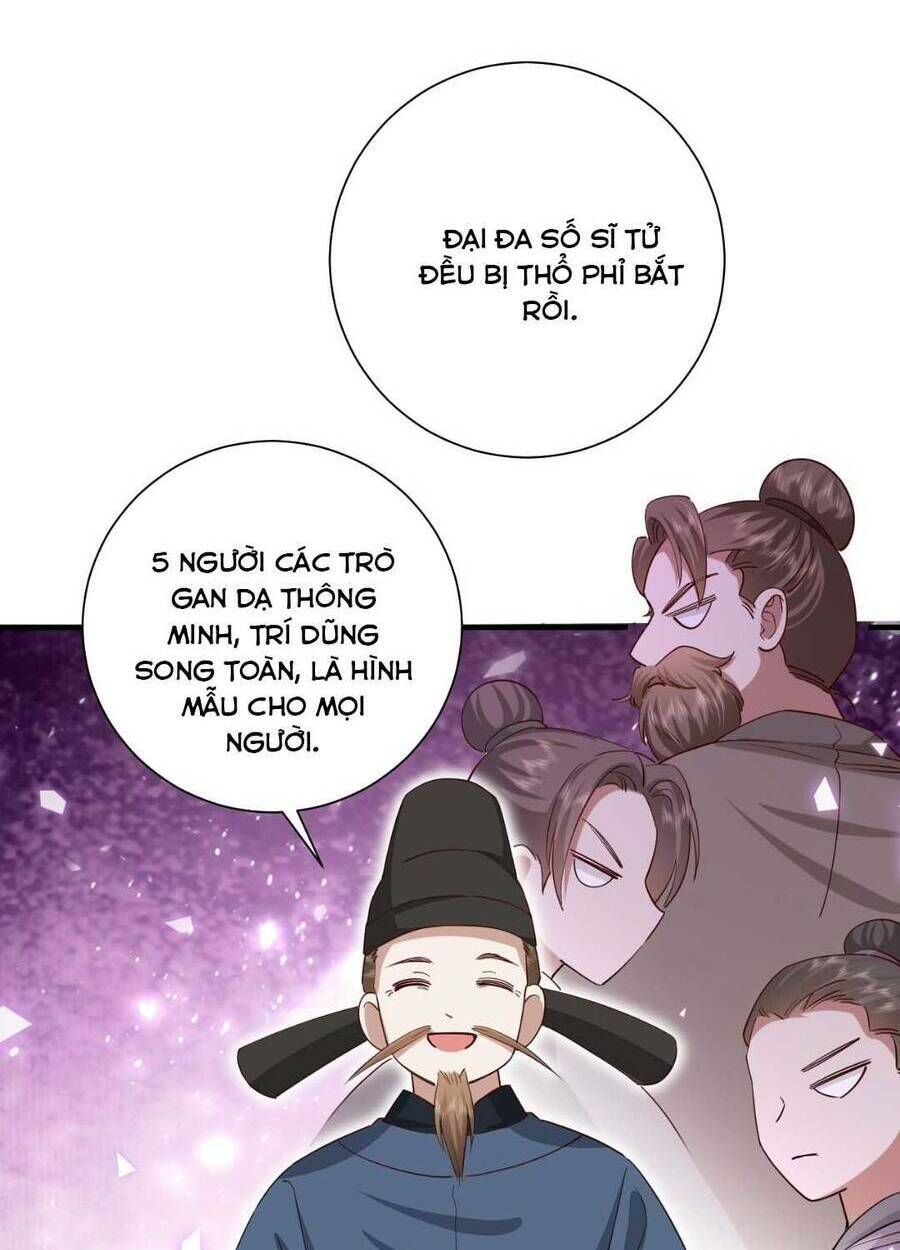 ĐẠI ĐA SỐ SĨ TỬ
ĐỀU BỊ THỔ PHỈ BẮT
RỒI.
5 NGƯỜI CÁC TRÒ
GAN DẠ THÔNG
MINH, TRÍ DŨNG
SONG TOÀN, LÀ HÌNH
MẪU CHO MỌI
NGƯỜI.